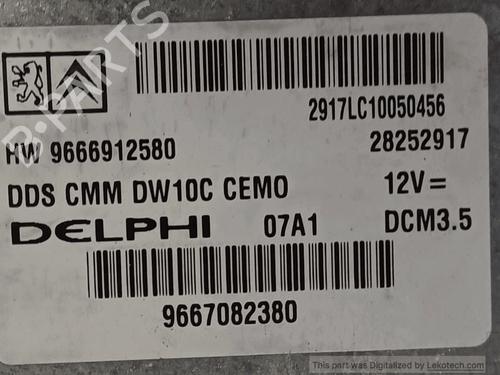 2917LC10050456
HW 9666912580 28252917
DDS CMM DW10C CEMO 12V=
DELPHI 07A1 DCM3.5
9667082380
B-PARTS
This part was Digitalized by Lekotech.com